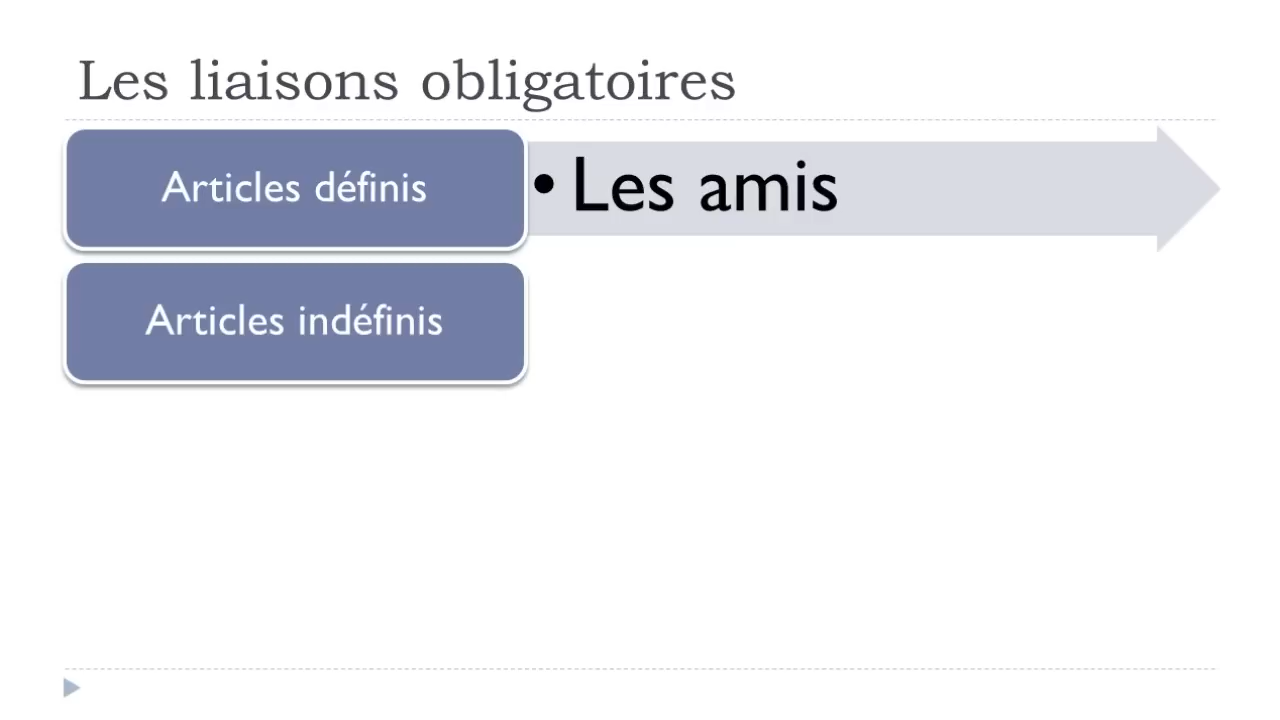 Les liaisons obligatoires
Articles définis
• Les amis
Articles indéfinis